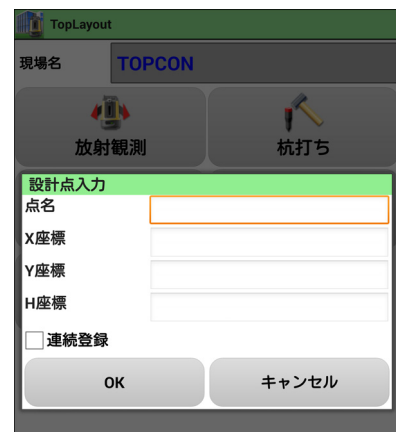 TopLayout
現場名 TOPCON
放射観測 杭打ち
設計点入力
点名
X座標
Y座標
H座標
連続登録
OK キャンセル